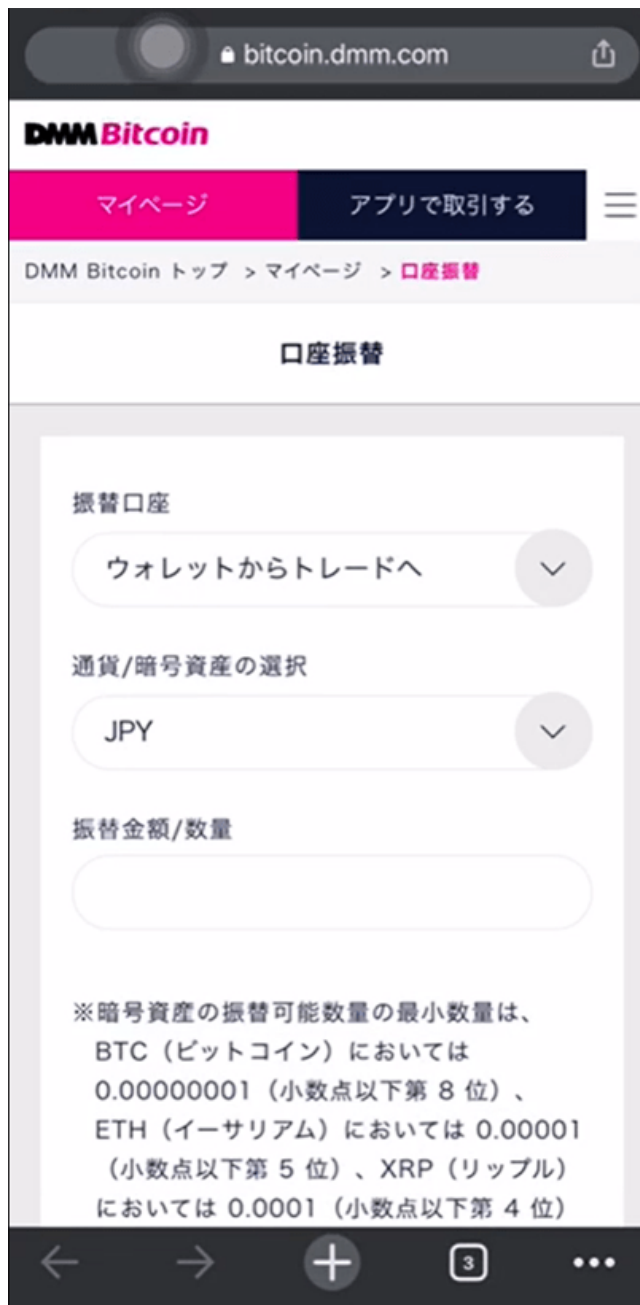 bitcoin.dmm.com
DMM Bitcoin
マイページ
アプリで取引する
DMM Bitcoin トップ > マイページ > 口座振替
口座振替
振替口座
ウォレットからトレードへ
通貨/暗号資産の選択
JPY
振替金額/数量
※暗号資産の振替可能数量の最小数量は、
BTC（ビットコイン）においては
0.00000001（小数点以下第 8 位）、
ETH（イーサリアム）においては 0.00001
（小数点以下第 5 位）、XRP（リップル）
においては 0.0001（小数点以下第 4 位）
3